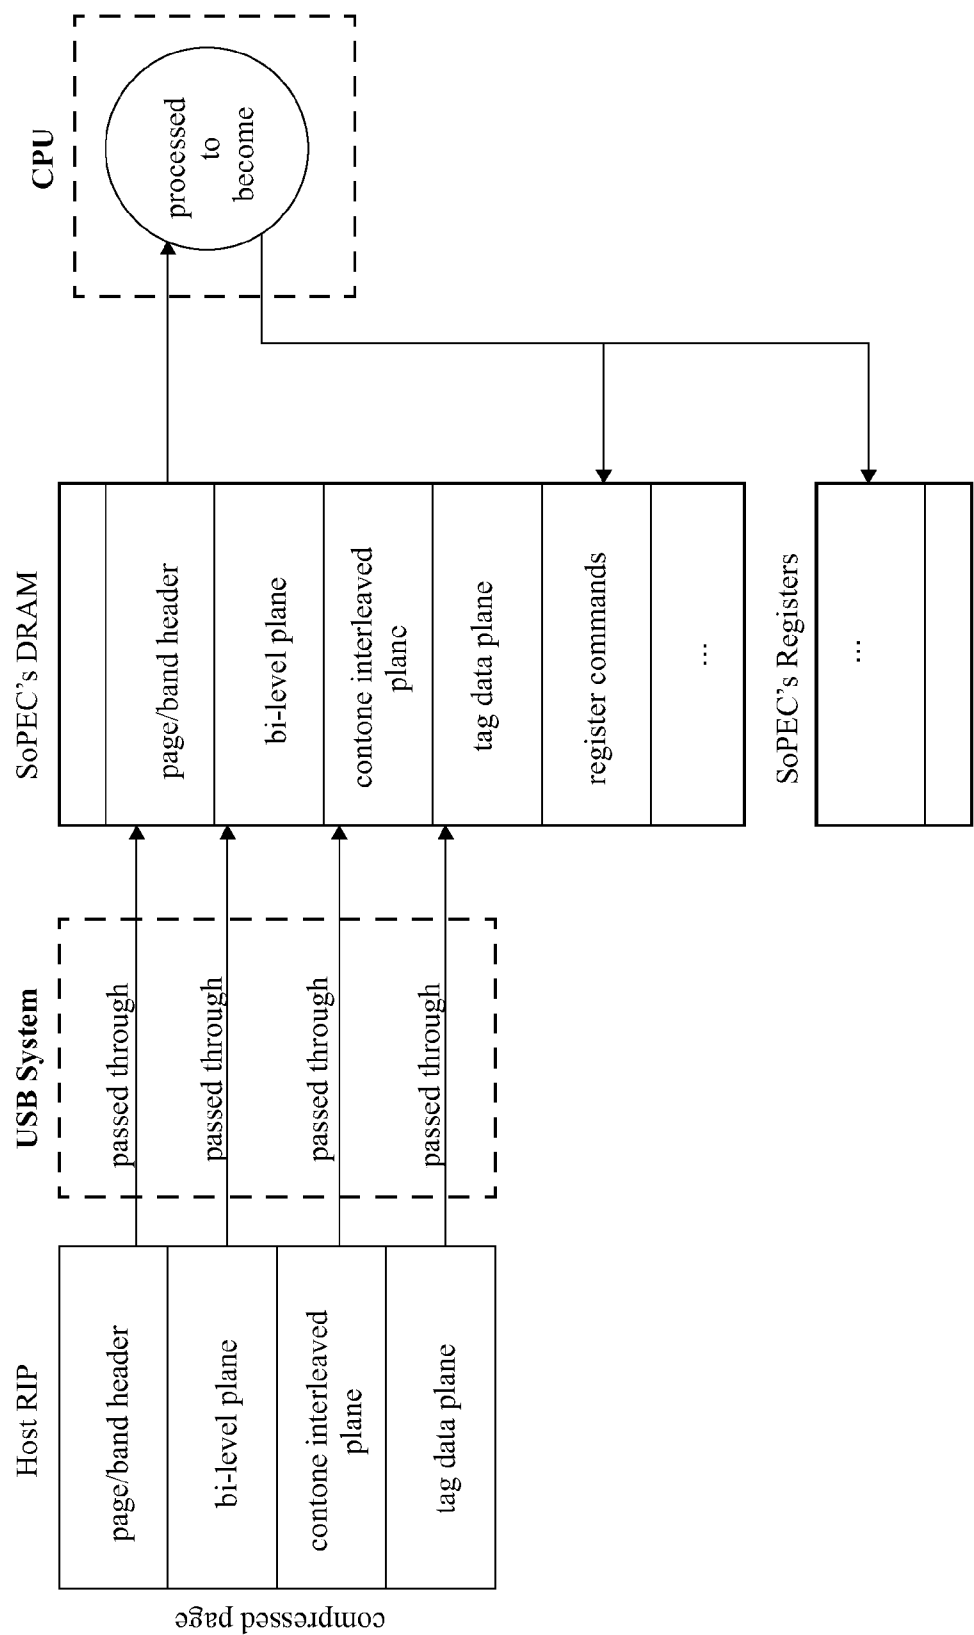 compressed page
Host RIP
page/band header
bi-level plane
contone interleaved
plane
tag data plane
USB System
passed through
passed through
passed through
passed through
SoPEC's DRAM
page/band header
bi-level plane
contone interleaved
planc
tag data plane
register commands
...
SoPEC's Registers
...
CPU
processed
to
become